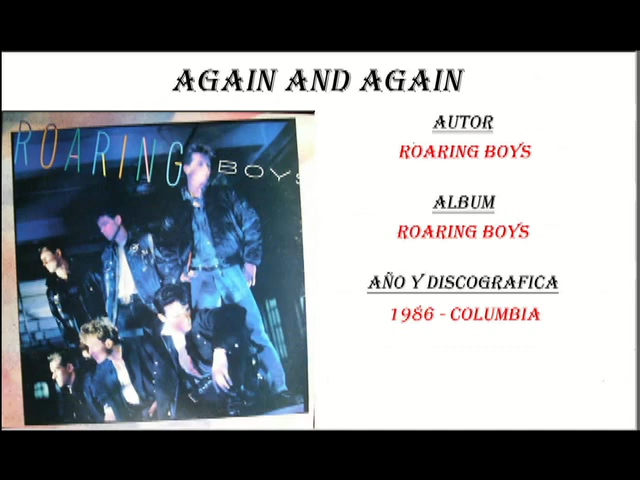 AGAIN AND AGAIN
ROARING
BOYS
AUTOR
ROARING BOYS
ALBUM
ROARING BOYS
AÑO Y DISCOGRAFICA
1986 - COLUMBIA